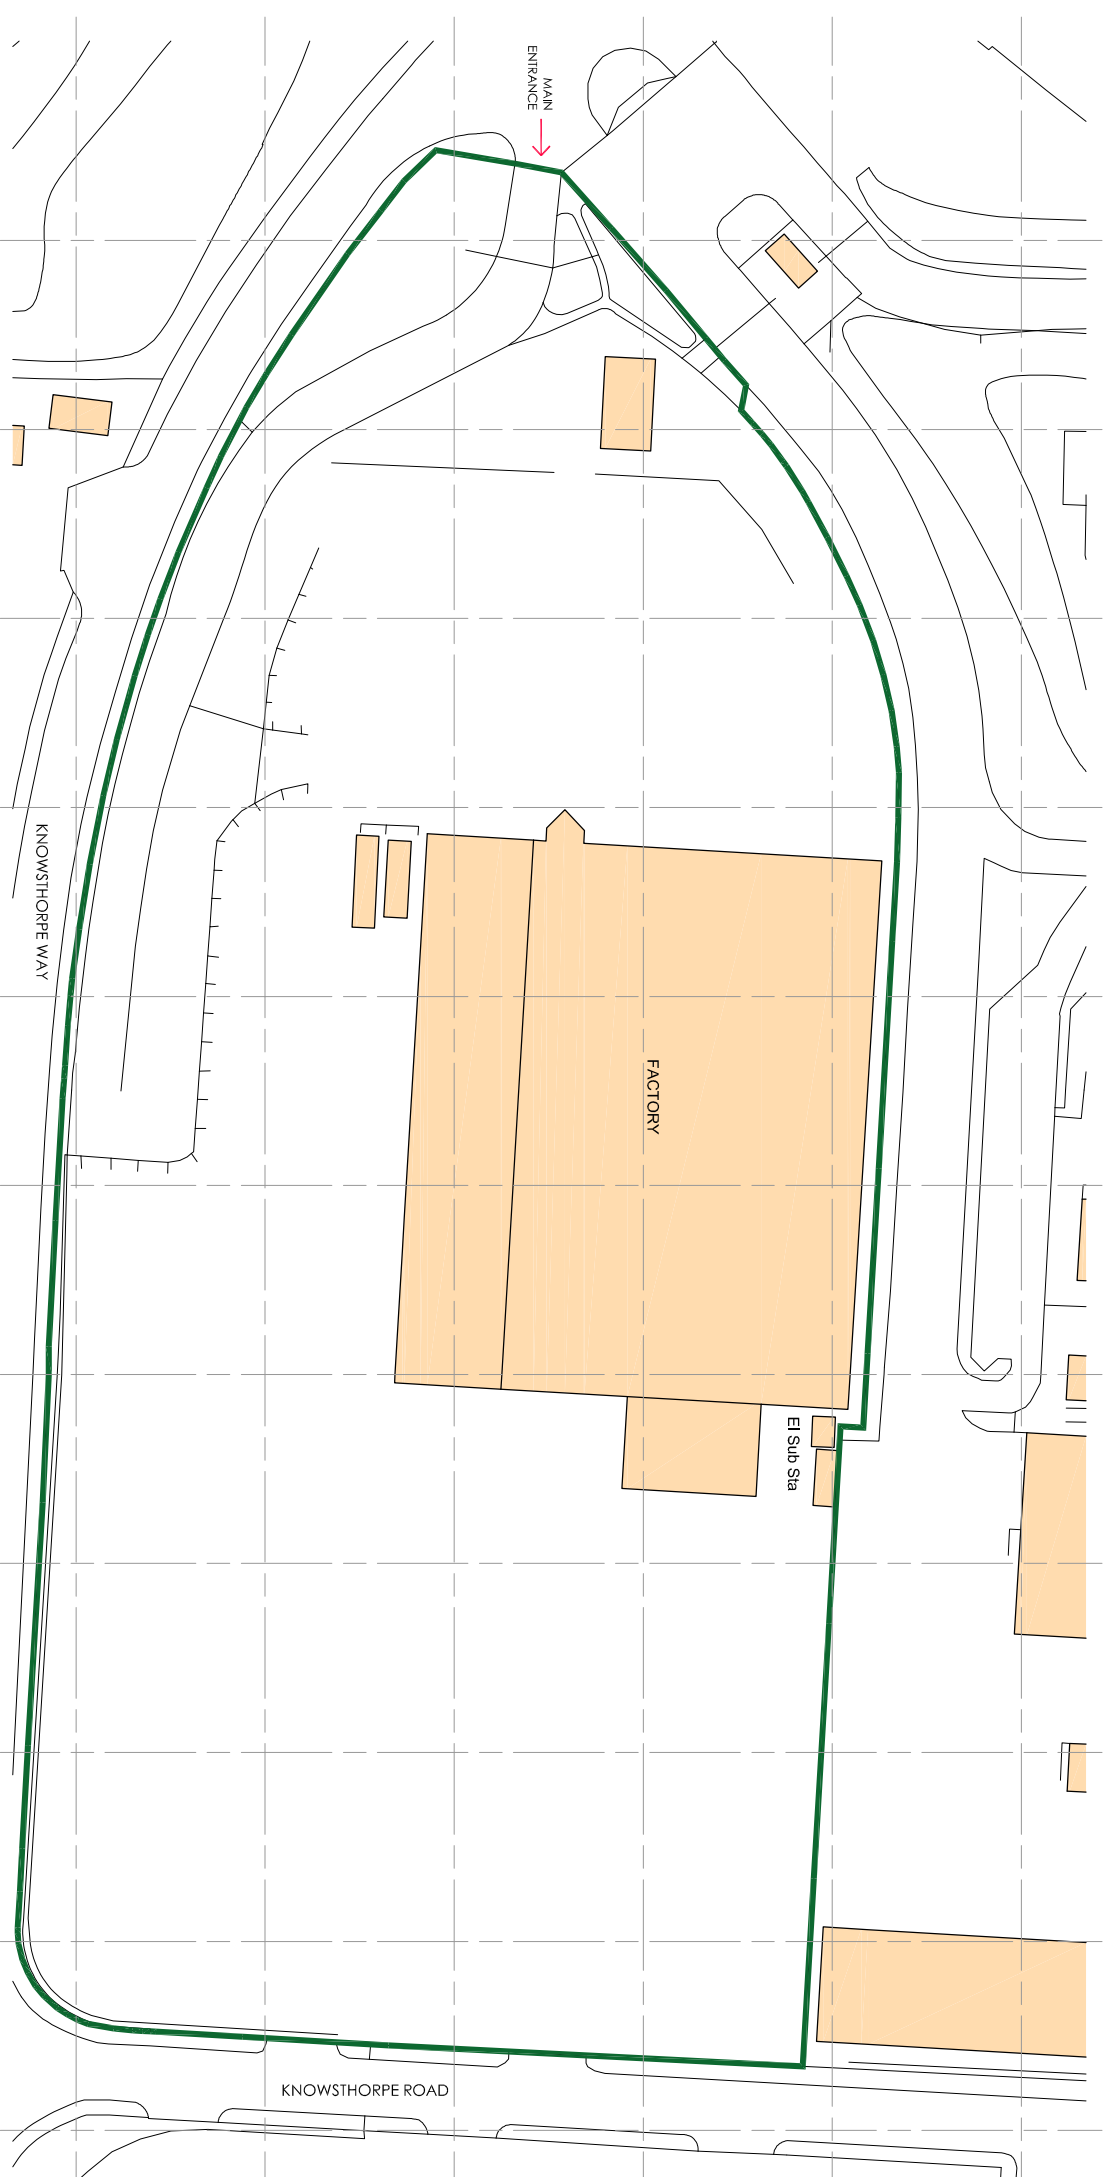 MAIN
ENTRANCE
KNOWSTHORPE WAY
FACTORY
El Sub Sta
KNOWSTHORPE ROAD